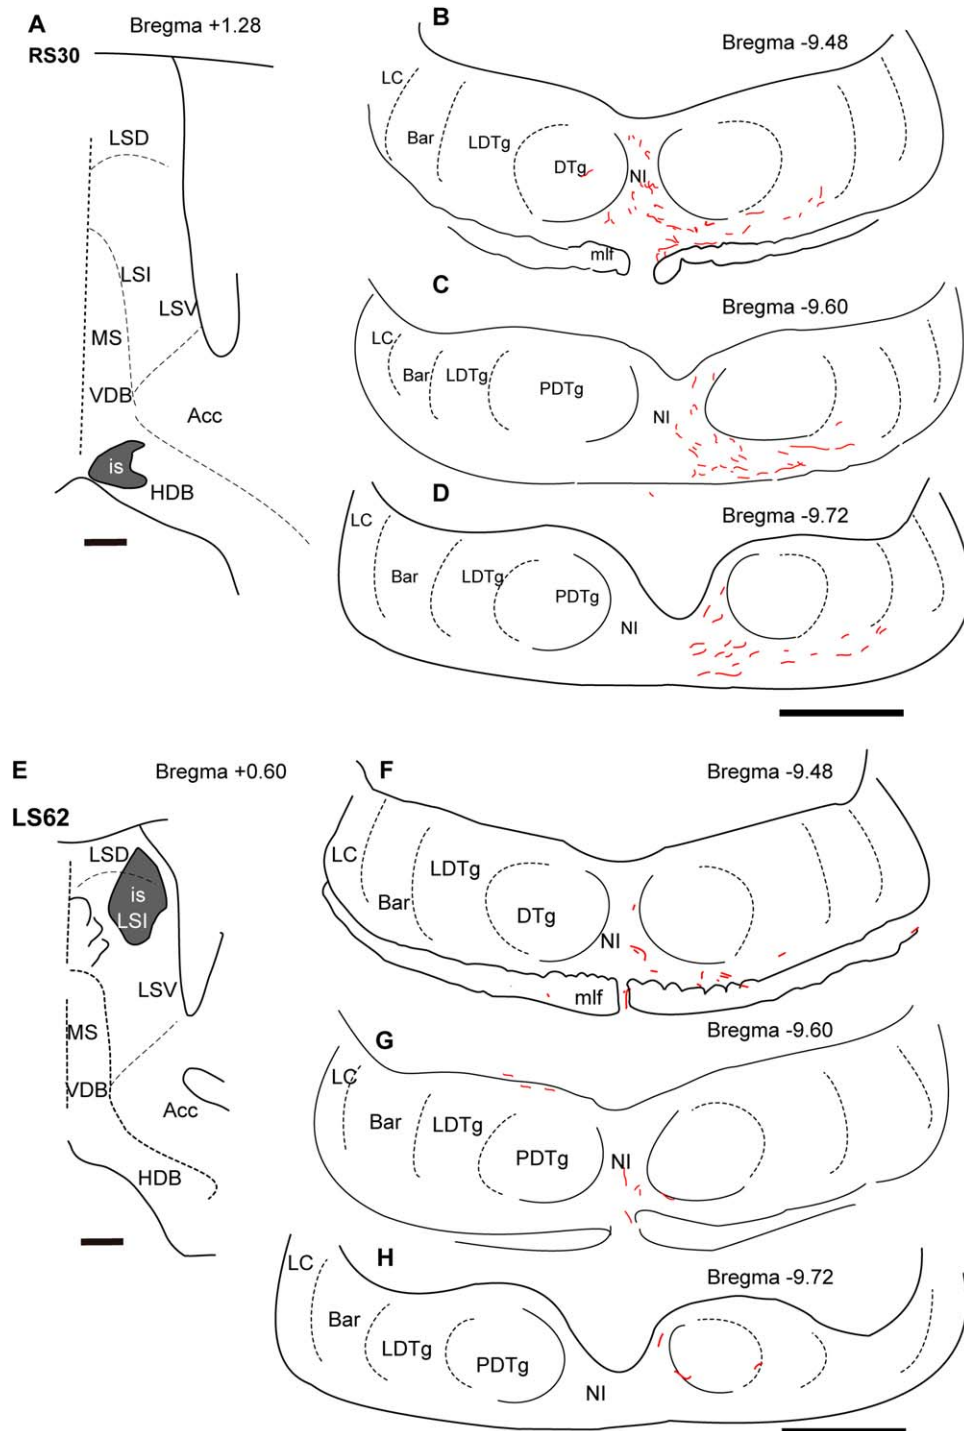 A
Bregma +1.28
RS30
LSD
LSI
LSV
MS
VDB
Acc
is
HDB
B
Bregma -9.48
LC
Bar
LDTg
DTg
NI
mlf
C
Bregma -9.60
LC
Bar
LDTg
PDTg
NI
D
Bregma -9.72
LC
Bar
LDTg
PDTg
NI
E
Bregma +0.60
LS62
LSD
is
LSI
LSV
MS
VDB
Acc
HDB
F
Bregma -9.48
LC
LDTg
Bar
DTg
NI
mlf
G
Bregma -9.60
LC
Bar
LDTg
PDTg
NI
H
Bregma -9.72
LC
Bar
LDTg
PDTg
NI